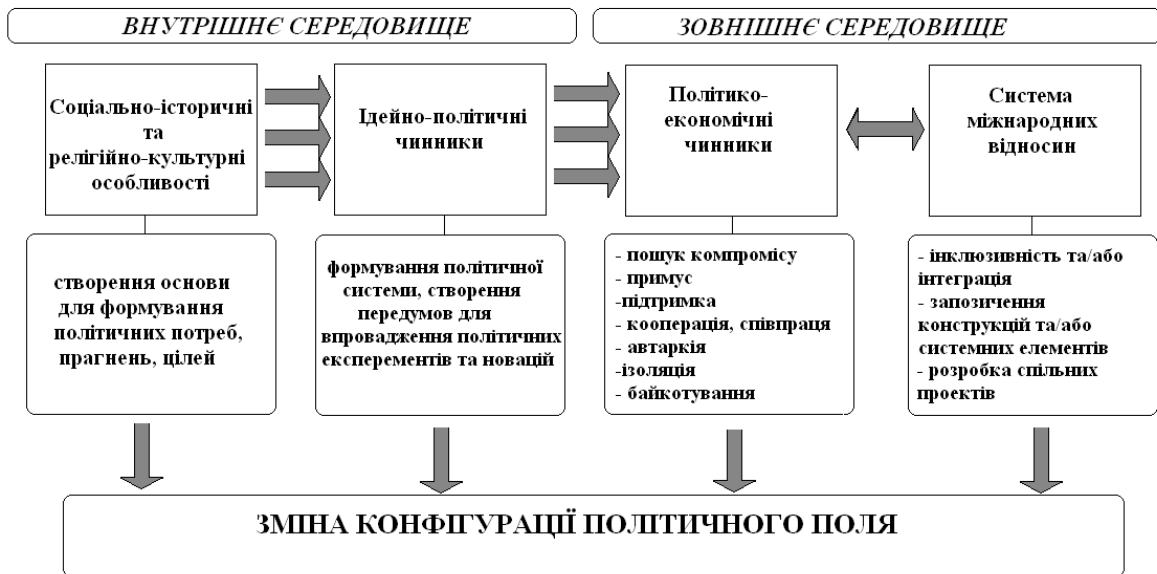 ВНУТРІШНЄ СЕРЕДОВИЩЕ
ЗОВНІШНЄ СЕРЕДОВИЩЕ
Соціально-історичні
та
релігійно-культурні
особливості
Ідейно-політичні
чинники
Політико-
економічні
чинники
Система
міжнародних
відносин
створення основи
для формування
політичних потреб,
прагнень, цілей
формування політичної
системи, створення
передумов для
впровадження політичних
експерементів та новацій
- пошук компромісу
- примус
-підтримка
- кооперація, співпраця
- автаркія
-ізоляція
- байкотування
- інклюзивність та/або
інтеграція
- запозичення
конструкцій та/або
системних елементів
- розробка спільних
проектів
ЗМІНА КОНФІГУРАЦІЇ ПОЛІТИЧНОГО ПОЛЯ